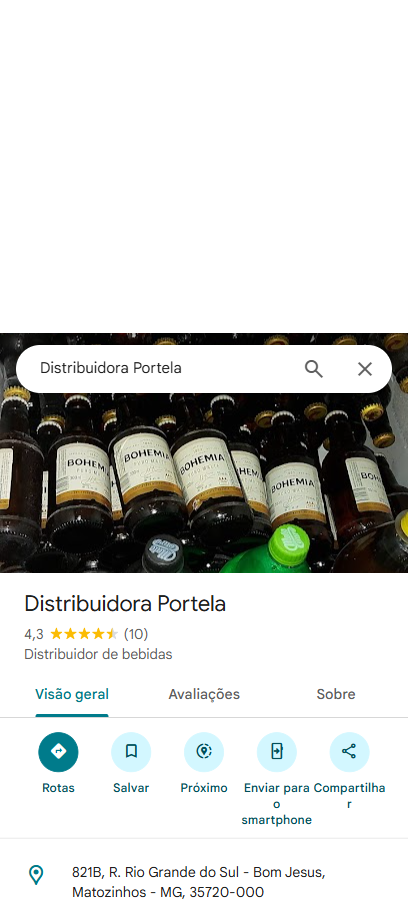 Distribuidora Portela
BOHEMIA
BOHEMIA
BOHEMIA
BOHEMIA
Distribuidora Portela
4,3 (10)
Distribuidor de bebidas
Visão geral Avaliações Sobre
Rotas Salvar Próximo Enviar para o smartphone Compartilhar
821B, R. Rio Grande do Sul - Bom Jesus,
Matozinhos - MG, 35720-000